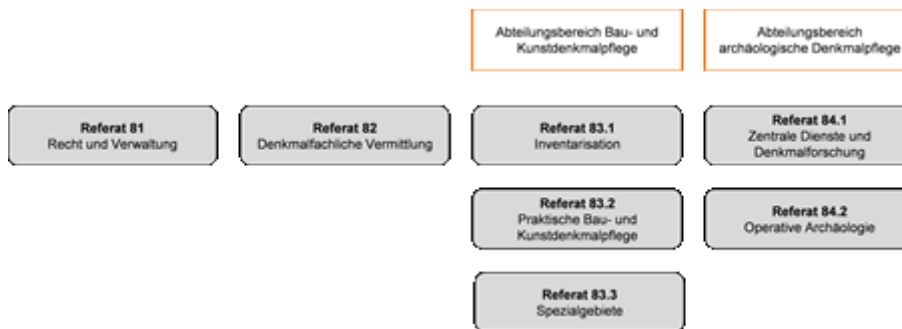 Abteilungsbereich Bau- und
Kunstdenkmalpflege
Abteilungsbereich
archäologische Denkmalpflege
Referat 81
Recht und Verwaltung
Referat 82
Denkmalfachliche Vermittlung
Referat 83.1
Inventarisation
Referat 84.1
Zentrale Dienste und
Denkmalforschung
Referat 83.2
Praktische Bau- und
Kunstdenkmalpflege
Referat 84.2
Operative Archäologie
Referat 83.3
Spezialgebiete